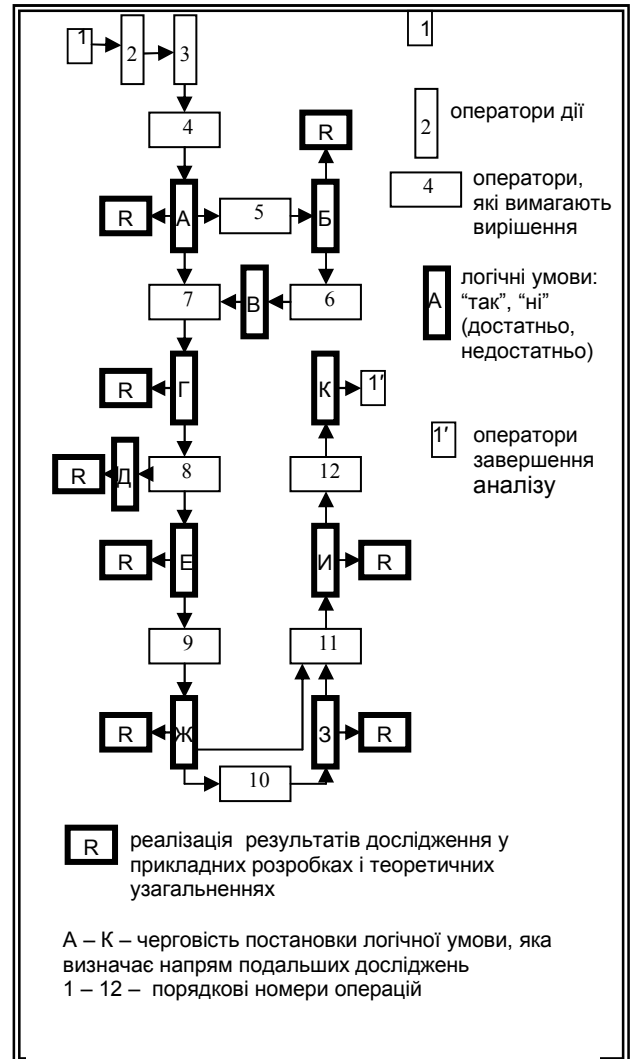 1 2 3 1
4 R 2 оператори дії
R А 5 Б 4 оператори,
які вимагають
вирішення
7 В 6 А логічні умови:
“так”, “ні”
(достатньо,
недостатньо)
R Г К 1′
R Д 8 12 1′ оператори
завершення
аналізу
R Е И R
9 11
R Ж З R
10
R реалізація результатів дослідження у
прикладних розробках і теоретичних
узагальненнях
А – К – черговість постановки логічної умови, яка
визначає напрям подальших досліджень
1 – 12 – порядкові номери операцій